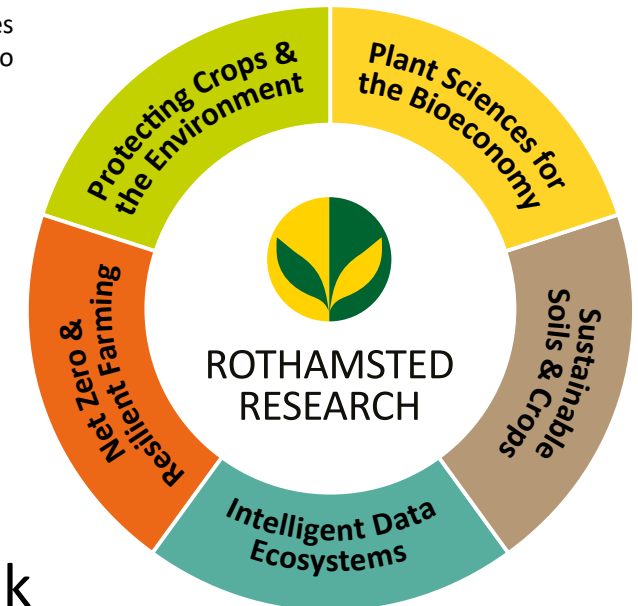 es
o
Protecting Crops &
the Environment
Plant Sciences for
the Bioeconomy
Sustainable
Soils & Crops
Intelligent Data
Ecosystems
Net Zero &
Resilient Farming
ROTHAMSTED
RESEARCH
k